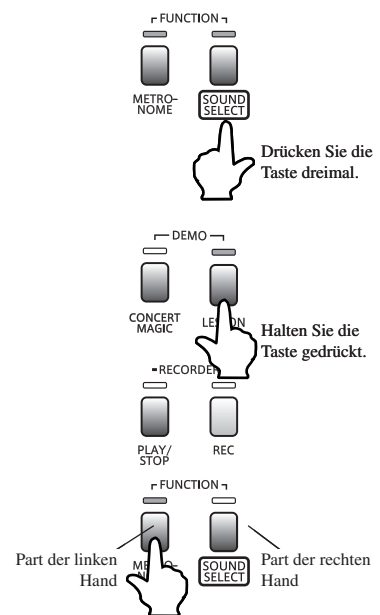 FUNCTION
METRO-
NOME
SOUND
SELECT
Drücken Sie die
Taste dreimal.
DEMO
CONCERT
MAGIC
Halten Sie die
Taste gedrückt.
RECORDER
PLAY/
STOP
REC
FUNCTION
Part der linken
Hand
SOUND
SELECT
Part der rechten
Hand